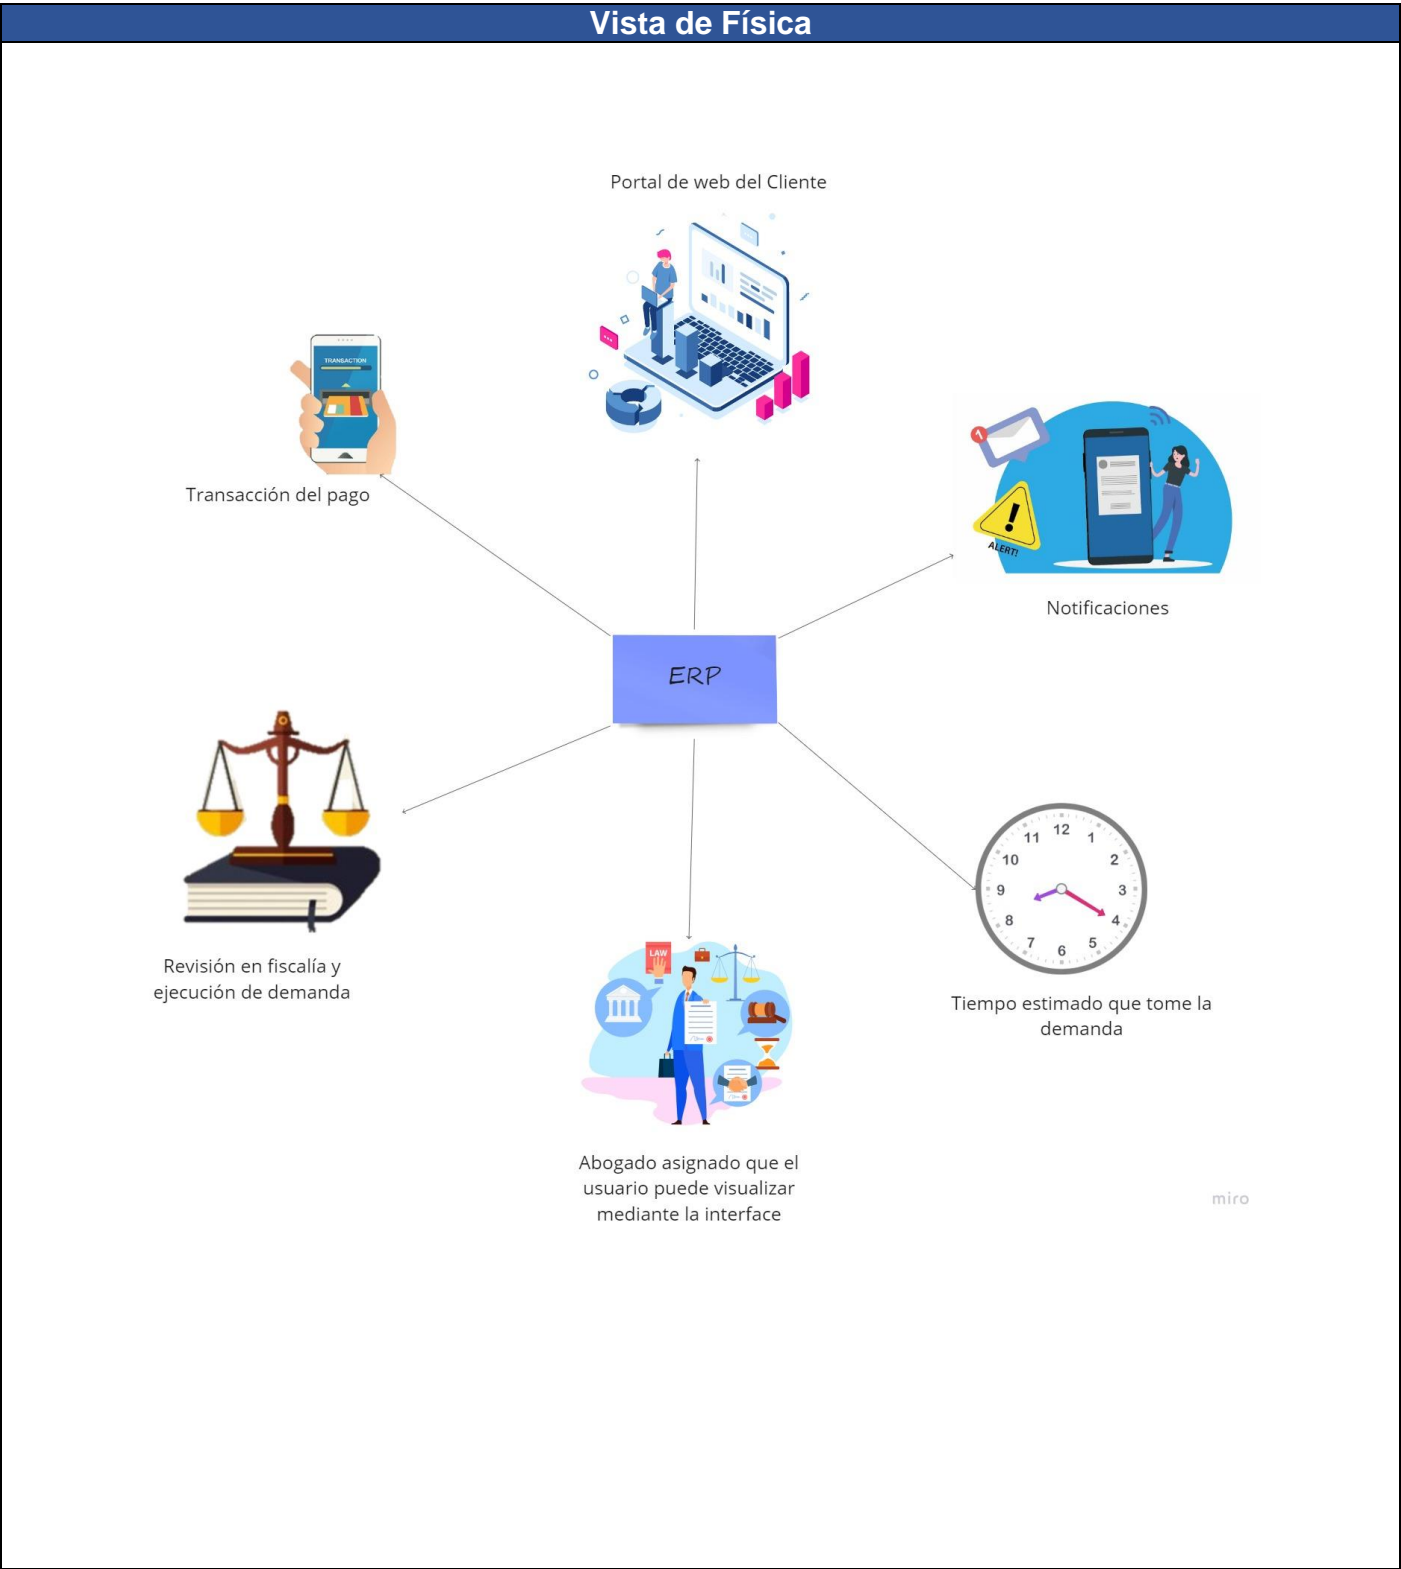 Vista de Física
Portal de web del Cliente
TRANSACTION
Transacción del pago
1
ALERT!
Notificaciones
ERP
12
11
1
10
2
9
3
8
4
7
5
6
LAW
Revisión en fiscalía y
ejecución de demanda
Tiempo estimado que tome la
demanda
Abogado asignado que el
usuario puede visualizar
mediante la interface
miro